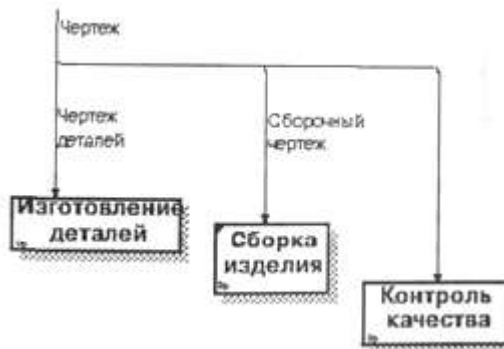 Чертеж
Чертеж
деталей
Сборочный
чертеж
Изготовление
деталей
Сборка
изделия
Контроль
качества